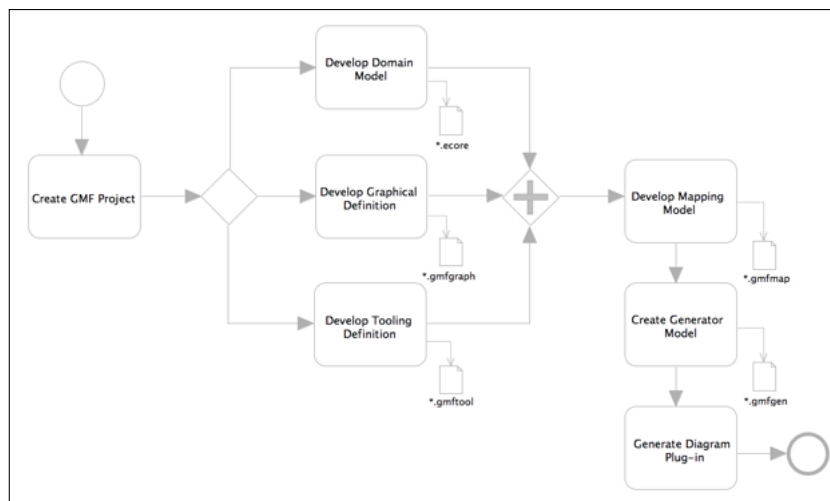 Develop Domain
Model
*.ecore
Create GMF Project
Develop Graphical
Definition
*.gmfgraph
Develop Mapping
Model
*.gmfmap
Develop Tooling
Definition
*.gmftool
Create Generator
Model
*.gmfgen
Generate Diagram
Plug-in